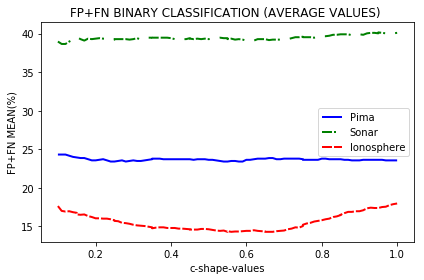 FP+FN BINARY CLASSIFICATION (AVERAGE VALUES)
FP+FN MEAN(%)
40
35
30
25
20
15
Pima
Sonar
Ionosphere
0.2 0.4 0.6 0.8 1.0
c-shape-values